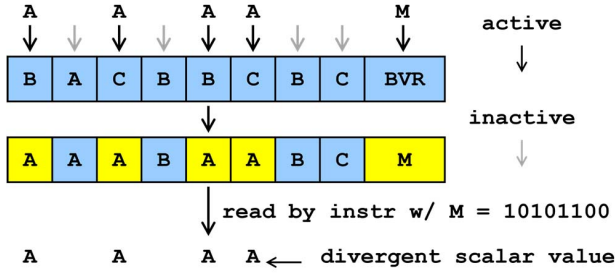 A A A A M
active
B A C B B C B C BVR
inactive
A A A B A A B C M
read by instr w/ M = 10101100
A A A A divergent scalar value